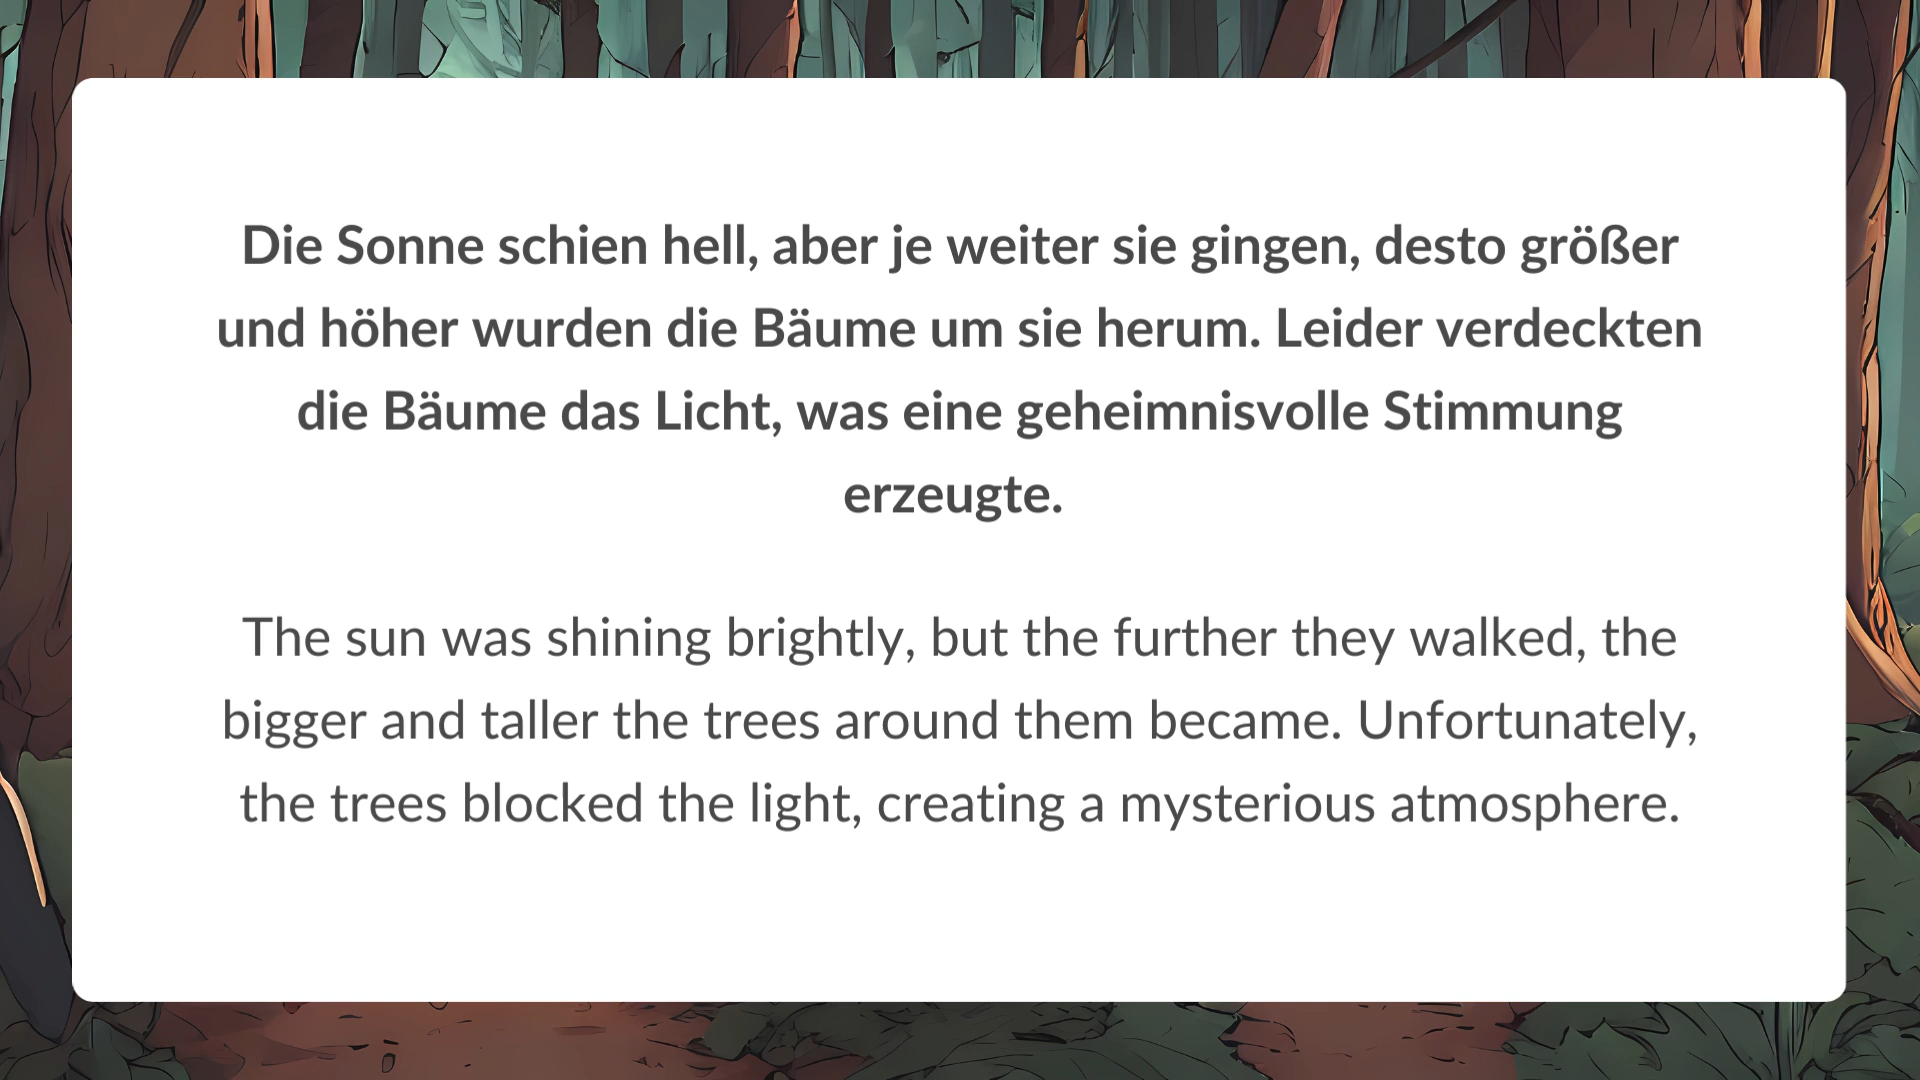 Die Sonne schien hell, aber je weiter sie gingen, desto größer
und höher wurden die Bäume um sie herum. Leider verdeckten
die Bäume das Licht, was eine geheimnisvolle Stimmung
erzeugte.
The sun was shining brightly, but the further they walked, the
bigger and taller the trees around them became. Unfortunately,
the trees blocked the light, creating a mysterious atmosphere.